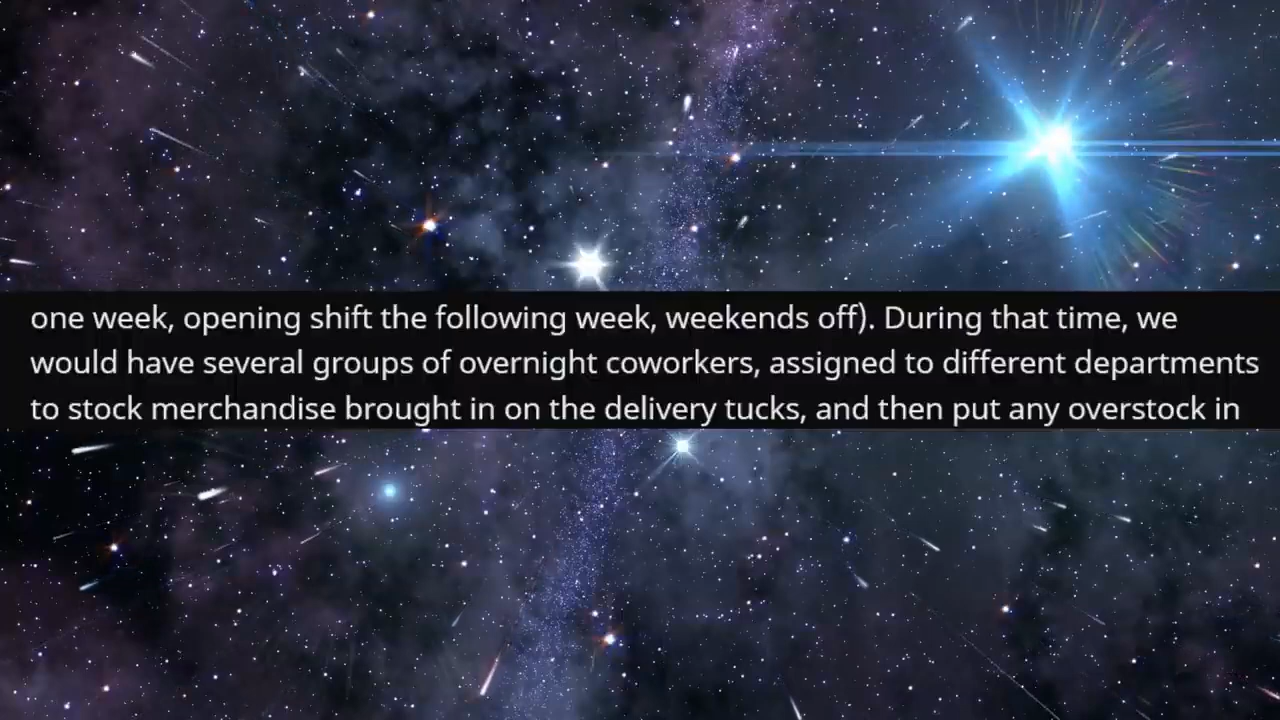 one week, opening shift the following week, weekends off). During that time, we
would have several groups of overnight coworkers, assigned to different departments
to stock merchandise brought in on the delivery tucks, and then put any overstock in